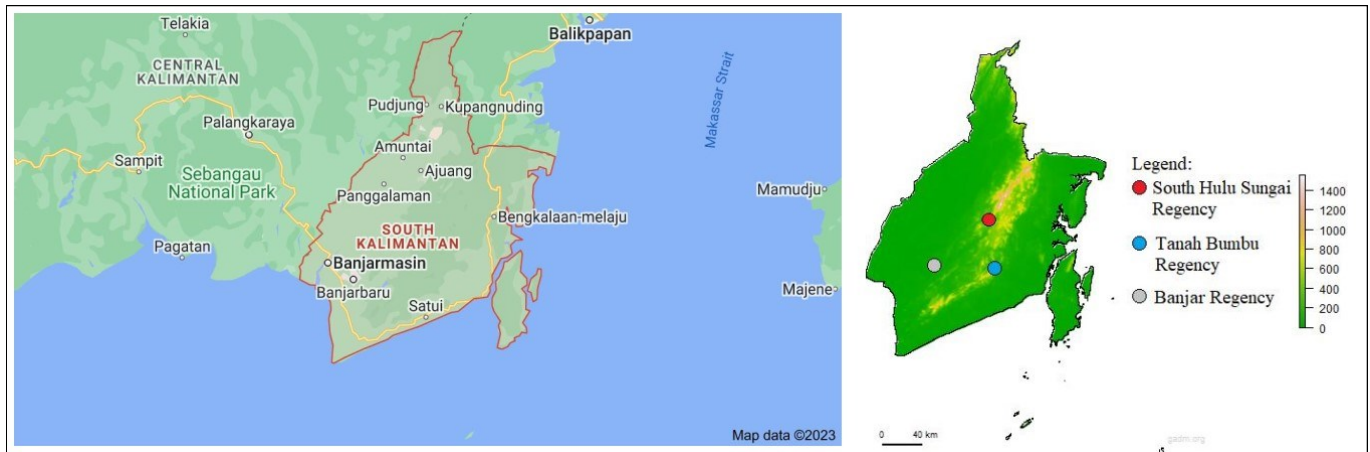 Telakia
Balikpapan
CENTRAL
KALIMANTAN
Pudjung
Kupangnuding
Palangkaraya
Makassar Strait
Amuntai
Sampit
Ajuang
Sebangau
National Park
Panggalaman
Mamudju
Bengkalaan-melaju
SOUTH
KALIMANTAN
Pagatan
Banjarmasin
Banjarbaru
Majene
Satui
Map data ©2023
Legend:
South Hulu Sungai
Regency
Tanah Bumbu
Regency
Banjar Regency
1400
1200
1000
800
600
400
200
0
0 40 km
gadm.org